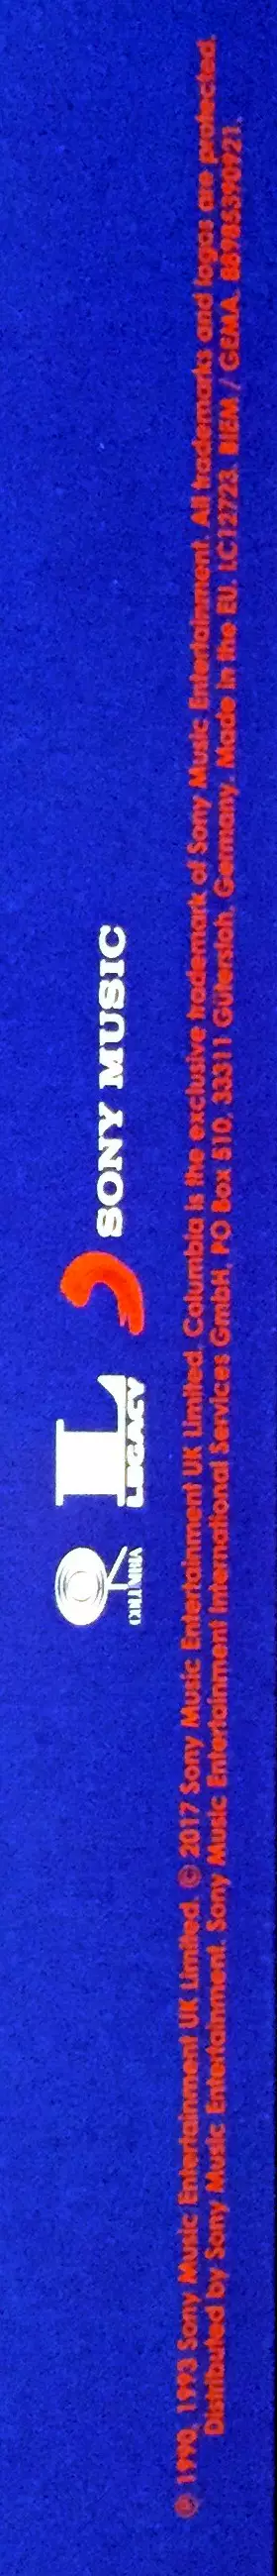 COLUMBIA
LEGACY
SONY MUSIC
℗ 1990, 1993 Sony Music Entertainment UK Limited. © 2017 Sony Music Entertainment UK Limited. Columbia is the exclusive trademark of Sony Music Entertainment. All trademarks and logos are protected.
Distributed by Sony Music Entertainment. Sony Music Entertainment International Services GmbH, PO Box 510, 33311 Gütersloh, Germany. Made in the EU. LC12723. BIEM / GEMA. 88985390921.